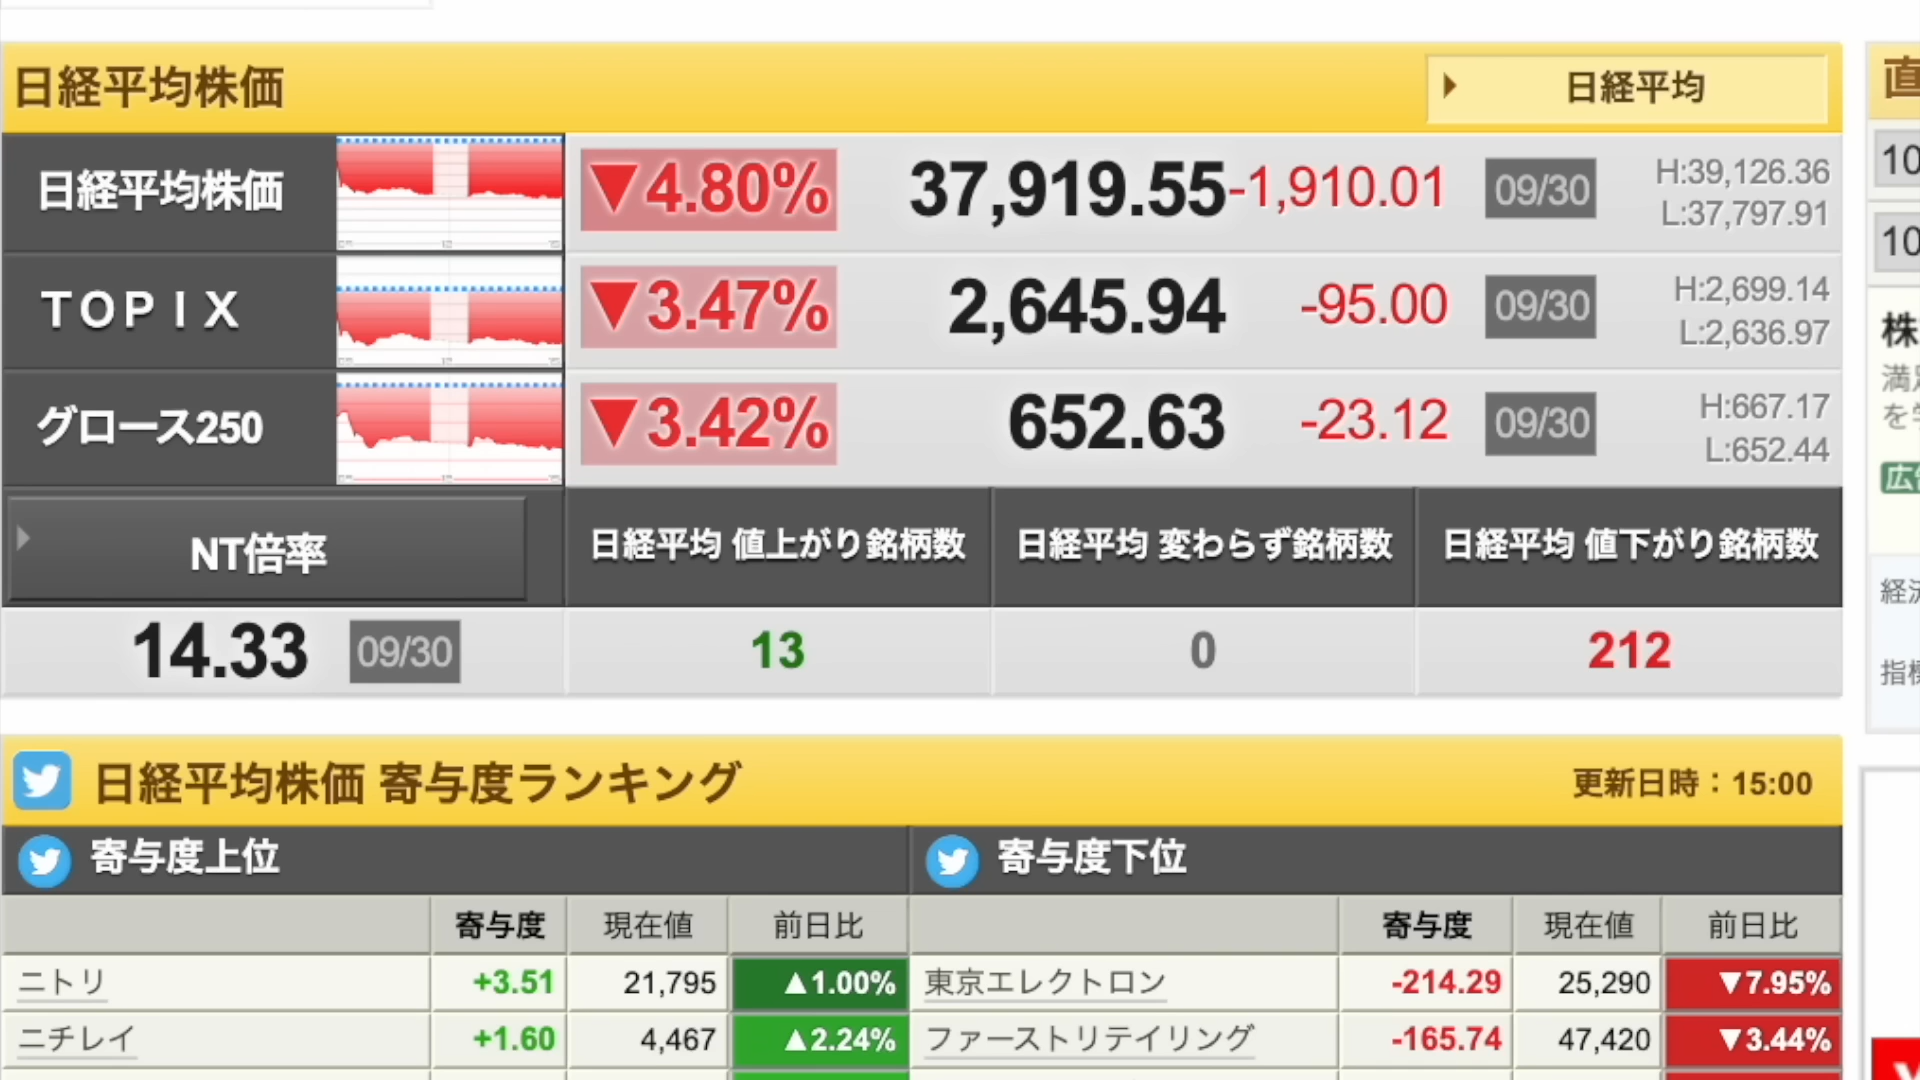 日経平均株価
日経平均
日経平均株価 ▼4.80% 37,919.55 -1,910.01 09/30 H:39,126.36
L:37,797.91
TOPIX ▼3.47% 2,645.94 -95.00 09/30 H:2,699.14
L:2,636.97
グロース250 ▼3.42% 652.63 -23.12 09/30 H:667.17
L:652.44
NT倍率 日経平均 値上がり銘柄数 日経平均 変わらず銘柄数 日経平均 値下がり銘柄数
14.33 09/30 13 0 212
日経平均株価 寄与度ランキング 更新日時：15:00
寄与度上位 寄与度下位
寄与度 現在値 前日比 寄与度 現在値 前日比
ニトリ +3.51 21,795 ▲1.00% 東京エレクトロン -214.29 25,290 ▼7.95%
ニチレイ +1.60 4,467 ▲2.24% ファーストリテイリング -165.74 47,420 ▼3.44%
直
10
10
株
満
を
広
経
指